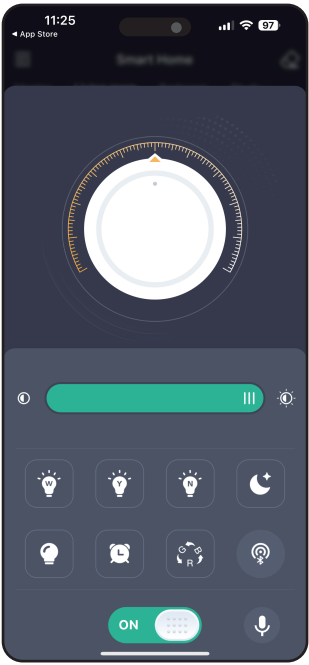 11:25
97
◀ App Store
Smart Home
W Y N
G B
R
ON